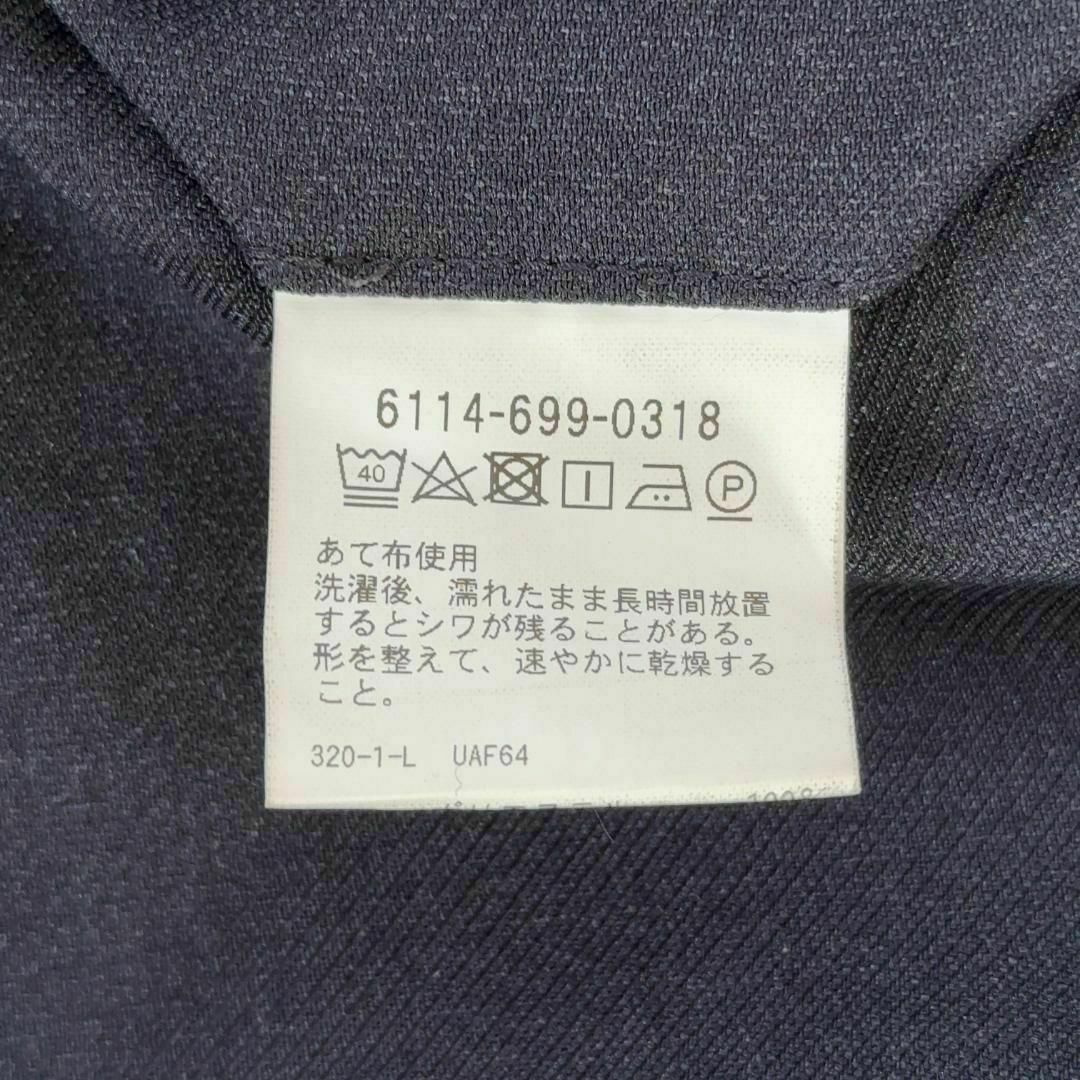 6114-699-0318
40
P
あて布使用
洗濯後、濡れたまま長時間放置
するとシワが残ることがある。
形を整えて、速やかに乾燥する
こと。
320-1-L UAF64